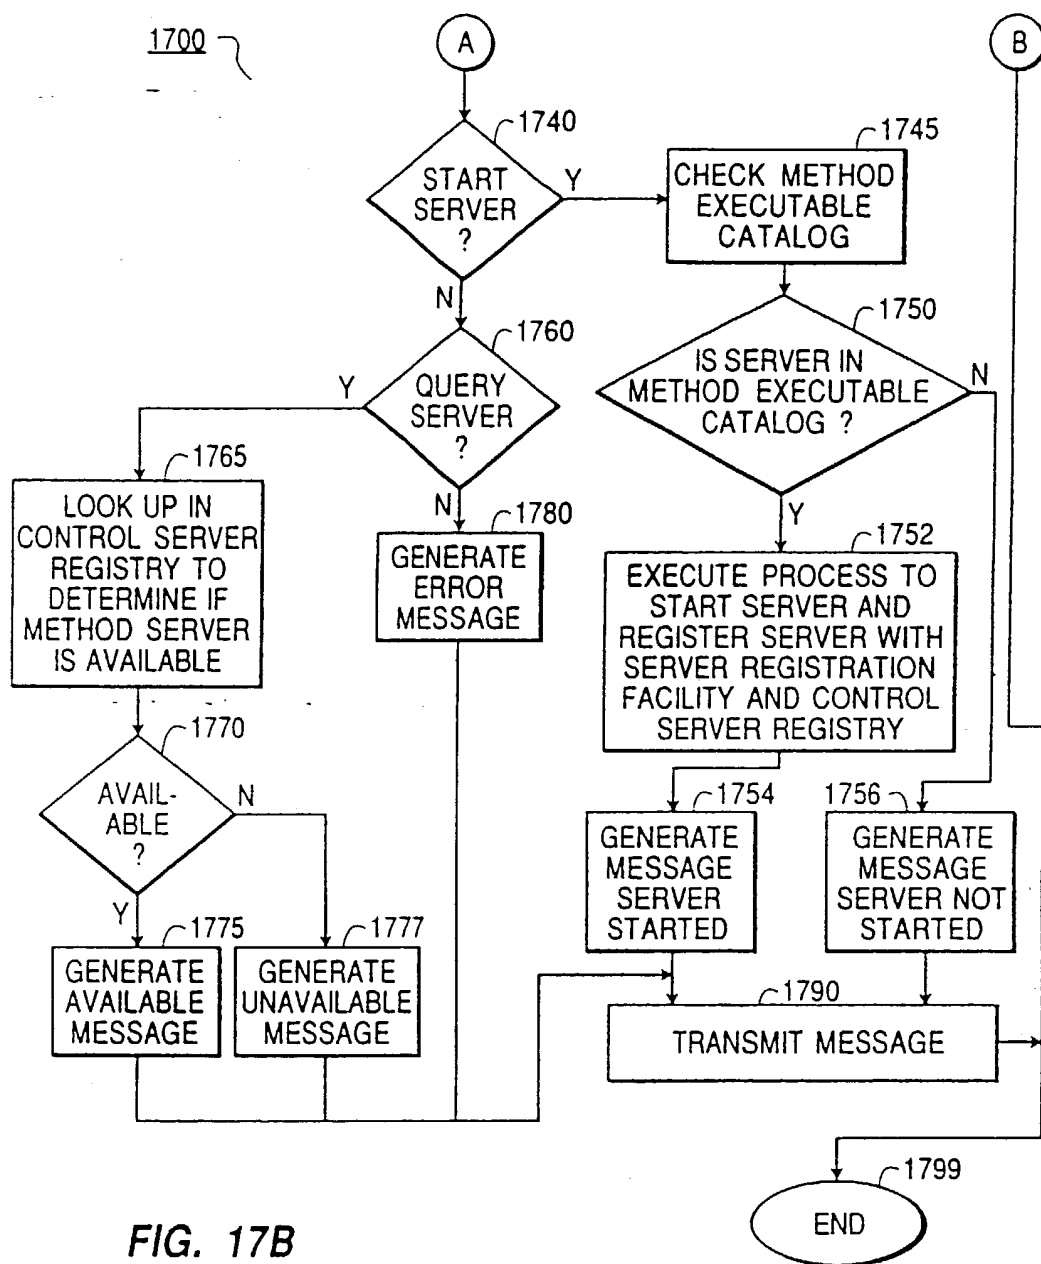 1700
A
B
1740
START
SERVER
?
Y
N
1745
CHECK METHOD
EXECUTABLE
CATALOG
1750
IS SERVER IN
METHOD EXECUTABLE
CATALOG ?
N
Y
1760
QUERY
SERVER
?
Y
N
1765
LOOK UP IN
CONTROL SERVER
REGISTRY TO
DETERMINE IF
METHOD SERVER
IS AVAILABLE
1780
GENERATE
ERROR
MESSAGE
1752
EXECUTE PROCESS TO
START SERVER AND
REGISTER SERVER WITH
SERVER REGISTRATION
FACILITY AND CONTROL
SERVER REGISTRY
1770
AVAIL-
ABLE
?
N
Y
1754
GENERATE
MESSAGE
SERVER
STARTED
1756
GENERATE
MESSAGE
SERVER NOT
STARTED
1775
GENERATE
AVAILABLE
MESSAGE
1777
GENERATE
UNAVAILABLE
MESSAGE
1790
TRANSMIT MESSAGE
1799
END
FIG. 17B